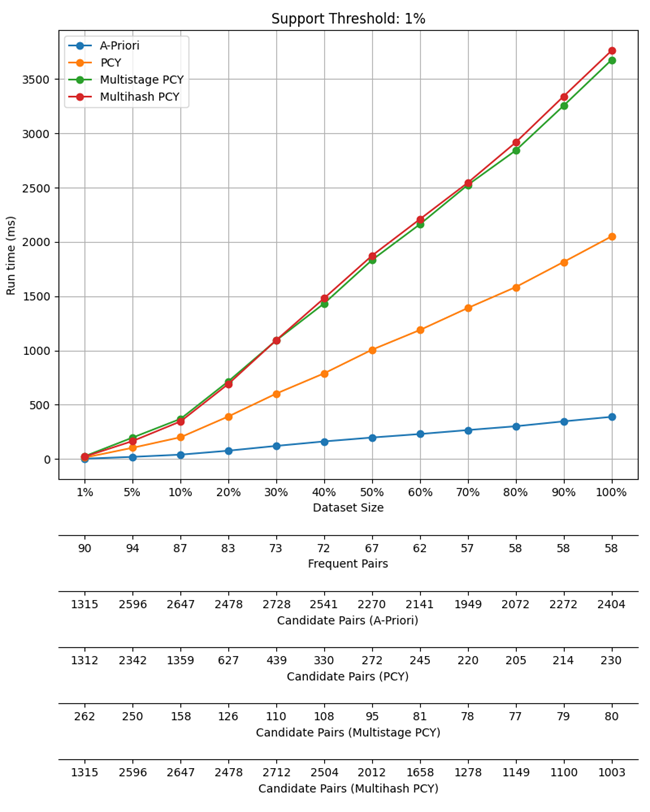 Support Threshold: 1%
A-Priori
PCY
Multistage PCY
Multihash PCY
3500
3000
2500
2000
1500
1000
500
0
Run time (ms)
1% 5% 10% 20% 30% 40% 50% 60% 70% 80% 90% 100%
Dataset Size
90 94 87 83 73 72 67 62 57 58 58 58
Frequent Pairs
1315 2596 2647 2478 2728 2541 2270 2141 1949 2072 2272 2404
Candidate Pairs (A-Priori)
1312 2342 1359 627 439 330 272 245 220 205 214 230
Candidate Pairs (PCY)
262 250 158 126 110 108 95 81 78 77 79 80
Candidate Pairs (Multistage PCY)
1315 2596 2647 2478 2712 2504 2012 1658 1278 1149 1100 1003
Candidate Pairs (Multihash PCY)